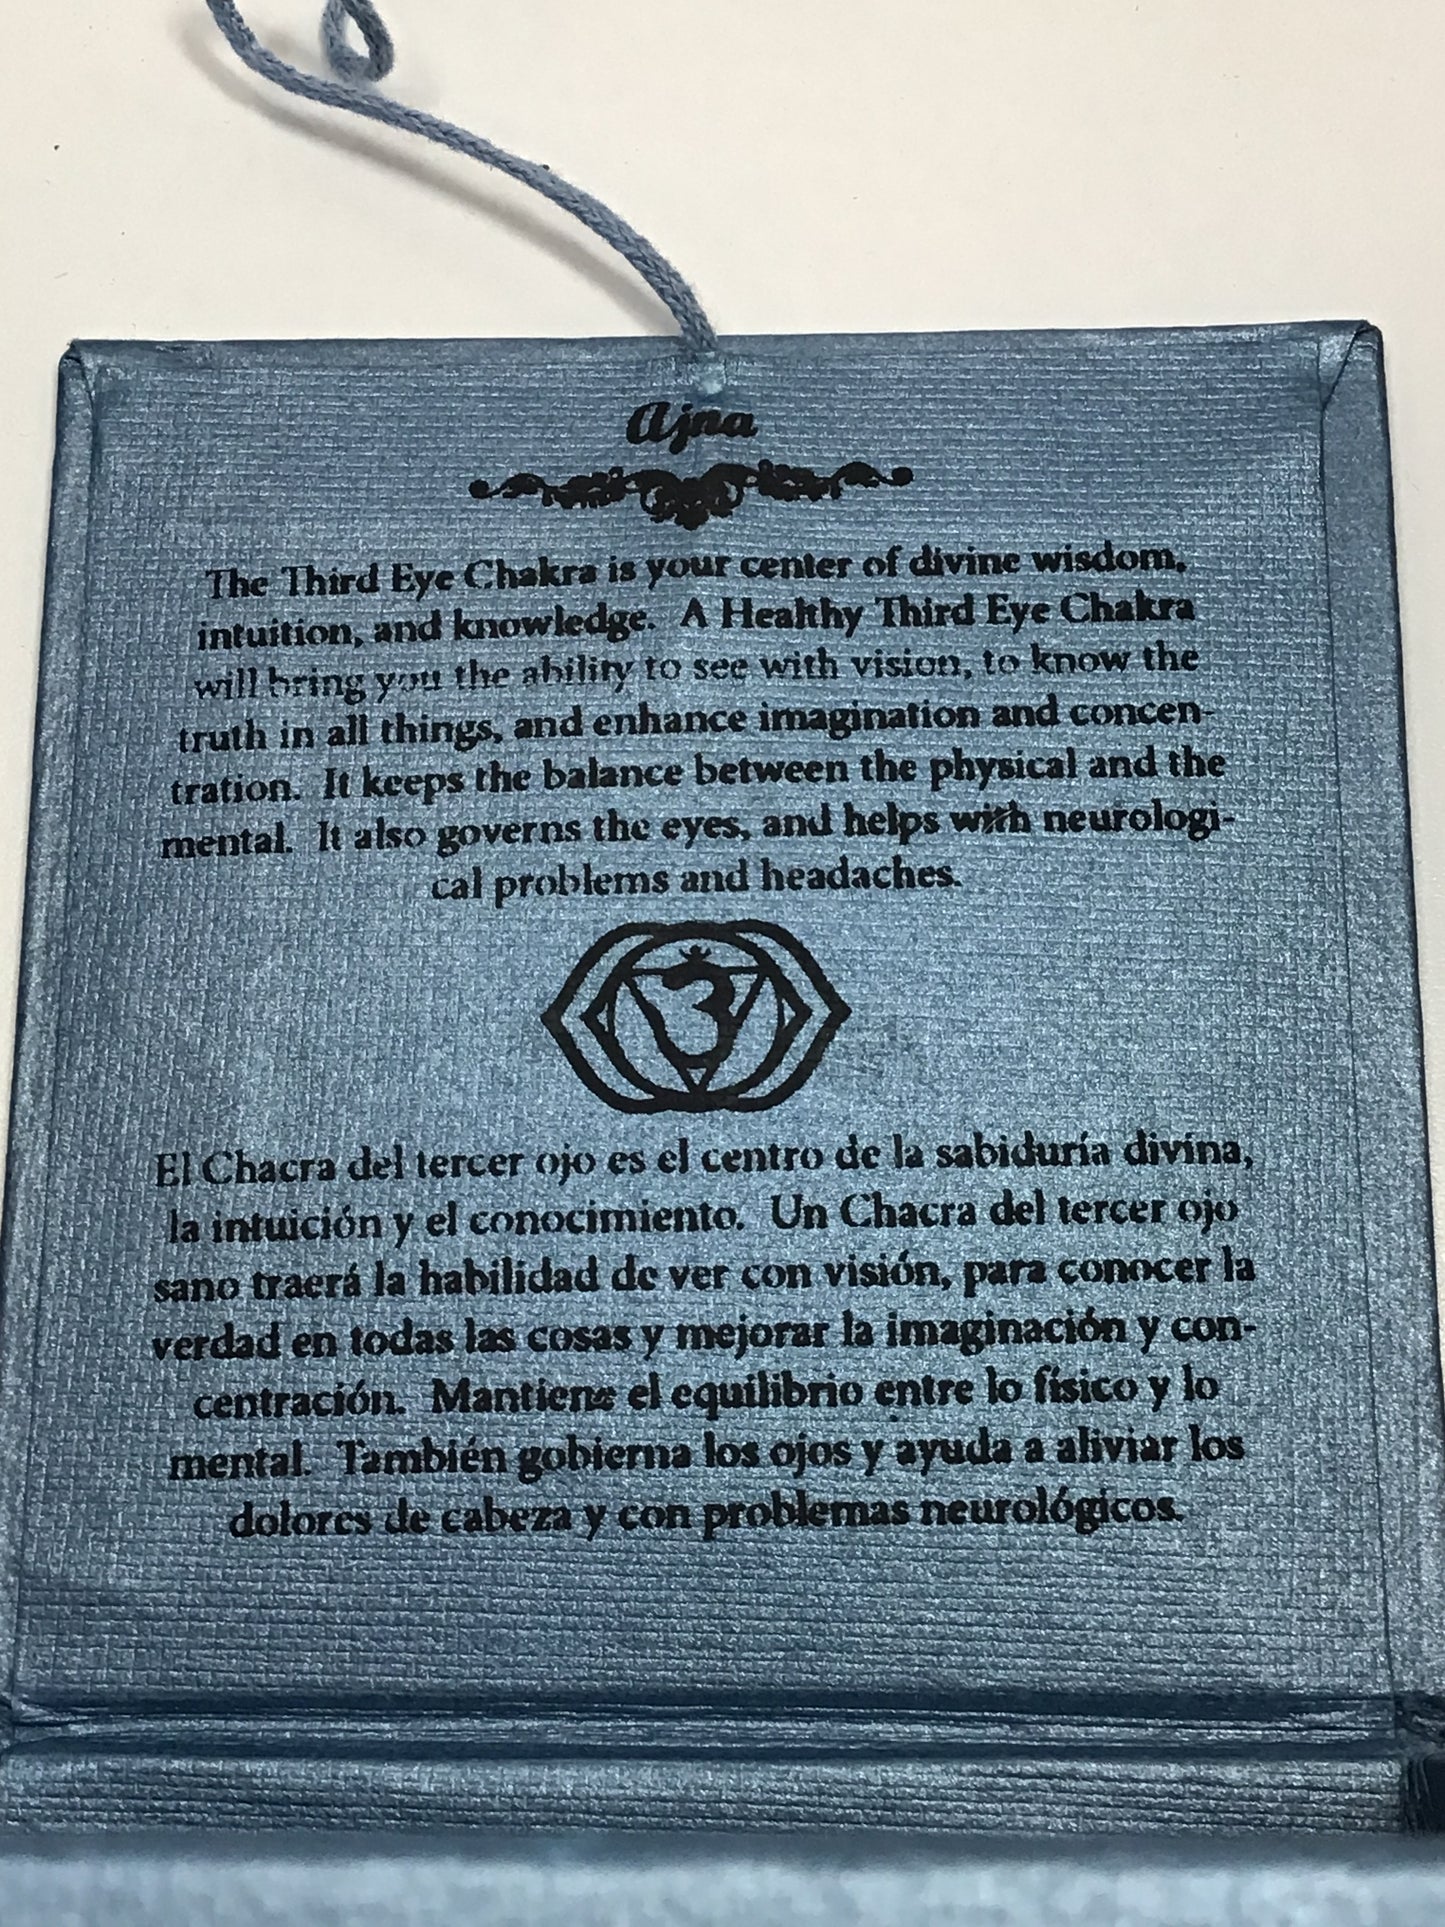 Ajna
The Third Eye Chakra is your center of divine wisdom,
intuition, and knowledge. A Healthy Third Eye Chakra
will bring you the ability to see with vision, to know the
truth in all things, and enhance imagination and concen-
tration. It keeps the balance between the physical and the
mental. It also governs the eyes, and helps with neurologi-
cal problems and headaches.
El Chacra del tercer ojo es el centro de la sabiduría divina,
la intuición y el conocimiento. Un Chacra del tercer ojo
sano traerá la habilidad de ver con visión, para conocer la
verdad en todas las cosas y mejorar la imaginación y con-
centración. Mantiene el equilibrio entre lo físico y lo
mental. También gobierna los ojos y ayuda a aliviar los
dolores de cabeza y con problemas neurológicos.